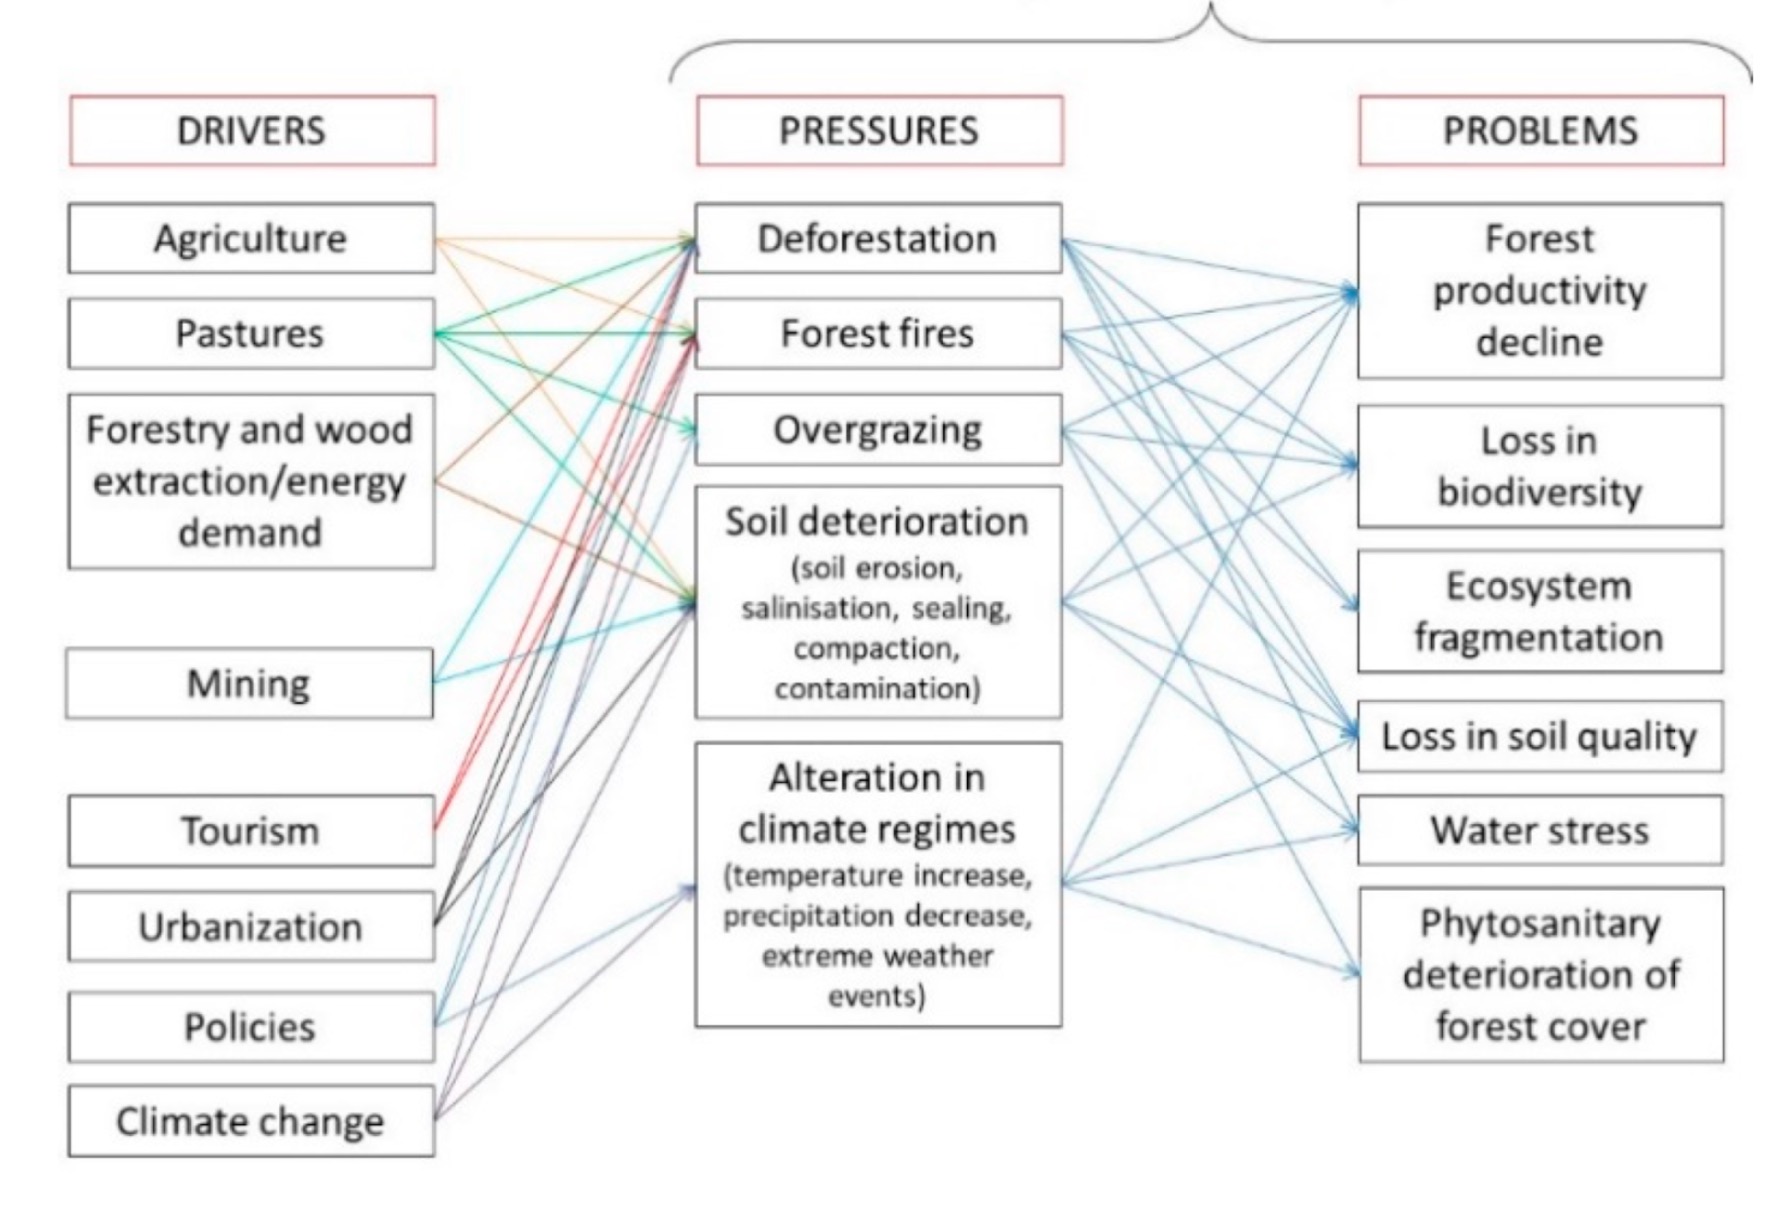 DRIVERS
PRESSURES
PROBLEMS
Agriculture
Pastures
Forestry and wood
extraction/energy
demand
Mining
Tourism
Urbanization
Policies
Climate change
Deforestation
Forest fires
Overgrazing
Soil deterioration
(soil erosion,
salinisation, sealing,
compaction,
contamination)
Alteration in
climate regimes
(temperature increase,
precipitation decrease,
extreme weather
events)
Forest
productivity
decline
Loss in
biodiversity
Ecosystem
fragmentation
Loss in soil quality
Water stress
Phytosanitary
deterioration of
forest cover